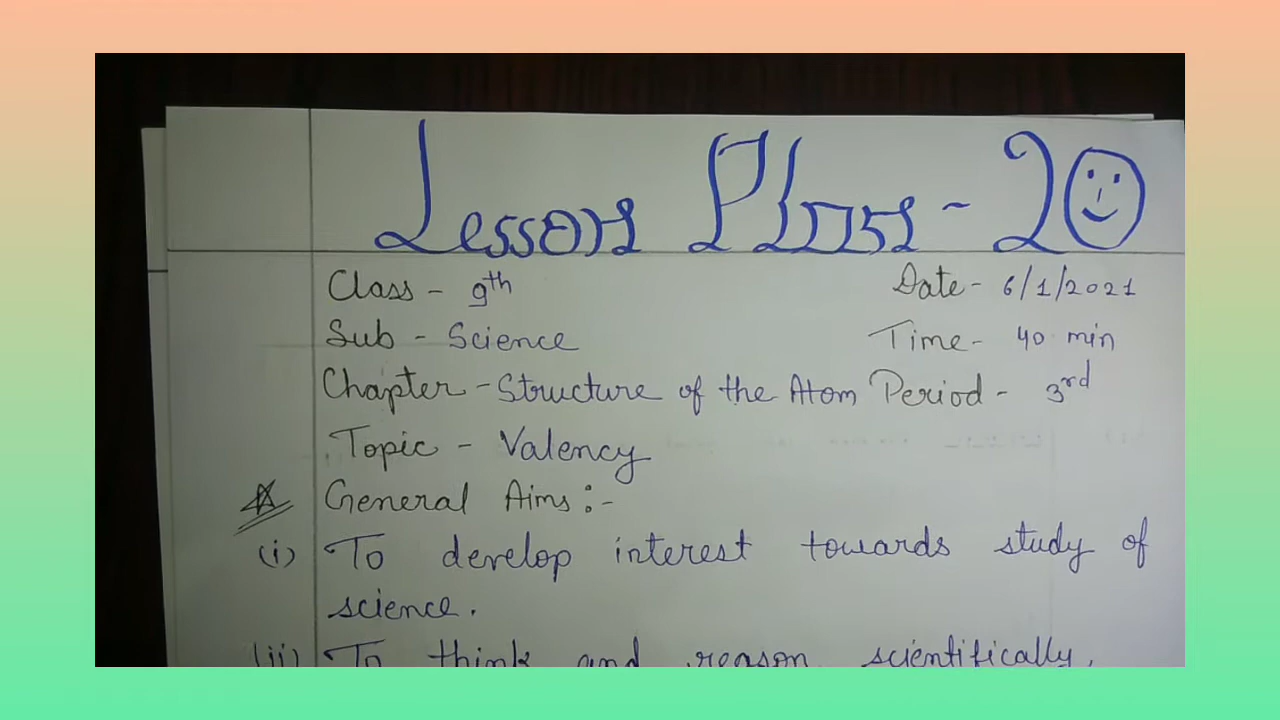 Lesson Plan - 20
Class - 9th Date - 6/1/2021
Sub - Science Time - 40 min
Chapter - Structure of the Atom Period - 3rd
Topic - Valency
General Aims :-
(i) To develop interest towards study of
science.
(ii) To think and reason scientifically.